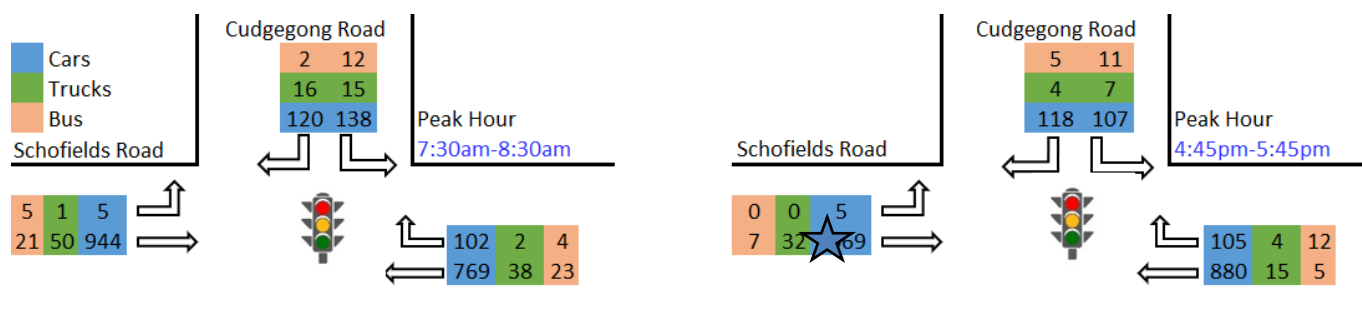 Cudgegong Road
2 12
16 15
120 138
Cars
Trucks
Bus
Schofields Road
Peak Hour
7:30am-8:30am
5 1 5
21 50 944
102 2 4
769 38 23
Cudgegong Road
5 11
4 7
118 107
Schofields Road
Peak Hour
4:45pm-5:45pm
0 0 5
7 32
105 4 12
880 15 5